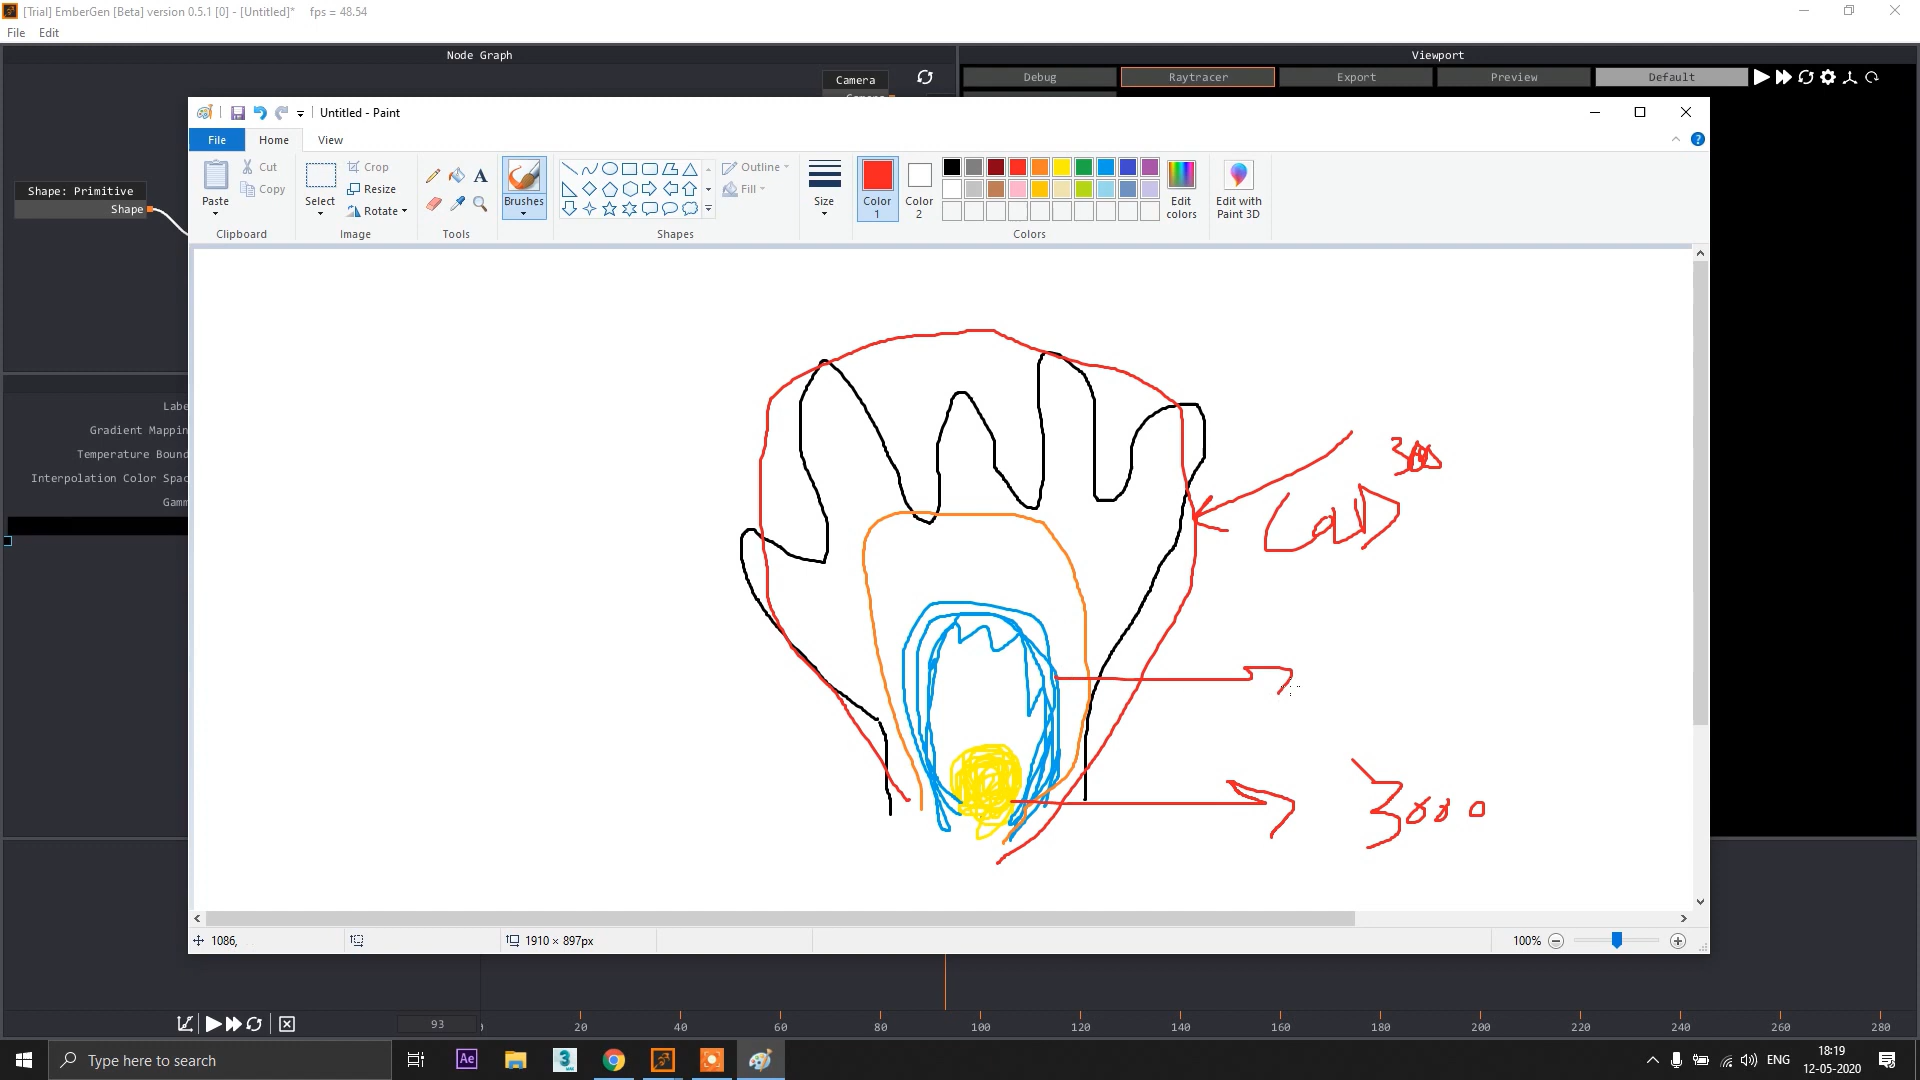 [Trial] EmberGen [Beta] version 0.5.1 [0] - [Untitled]* fps = 48.54
File Edit
Node Graph
Viewport
Camera
Debug Raytracer Export Preview Default
Shape: Primitive
Shape
Labe
Gradient Mappin
Temperature Bound
Interpolation Color Spac
Gamm
Untitled - Paint
File Home View
Paste
Cut
Copy
Clipboard
Select
Crop
Resize
Rotate
Image
Tools
Brushes
Shapes
Outline
Fill
Size
Color 1
Color 2
Edit colors
Colors
Edit with Paint 3D
3000
1086,
1910 × 897px
100%
93
20 40 60 80 100 120 140 160 180 200 220 240 260 280
Type here to search
Ae
3
ENG
18:19
12-05-2020